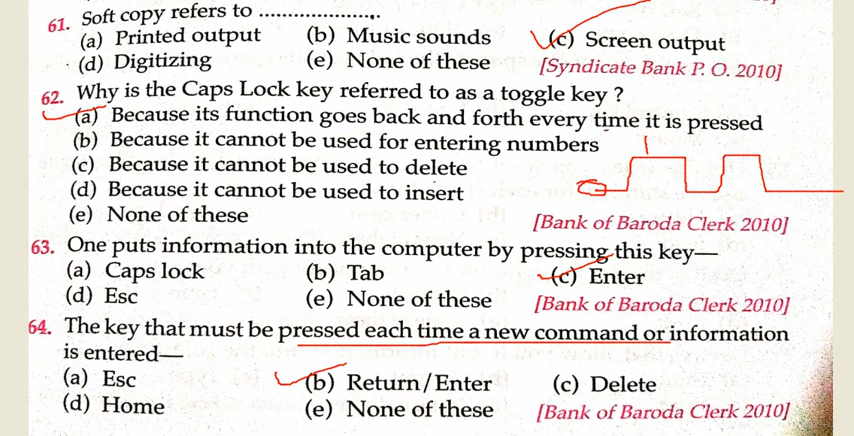 61. Soft copy refers to .....................
(a) Printed output (b) Music sounds (c) Screen output
(d) Digitizing (e) None of these [Syndicate Bank P. O. 2010]
62. Why is the Caps Lock key referred to as a toggle key ?
(a) Because its function goes back and forth every time it is pressed
(b) Because it cannot be used for entering numbers
(c) Because it cannot be used to delete
(d) Because it cannot be used to insert
(e) None of these [Bank of Baroda Clerk 2010]
63. One puts information into the computer by pressing this key—
(a) Caps lock (b) Tab (c) Enter
(d) Esc (e) None of these [Bank of Baroda Clerk 2010]
64. The key that must be pressed each time a new command or information
is entered—
(a) Esc (b) Return/Enter (c) Delete
(d) Home (e) None of these [Bank of Baroda Clerk 2010]